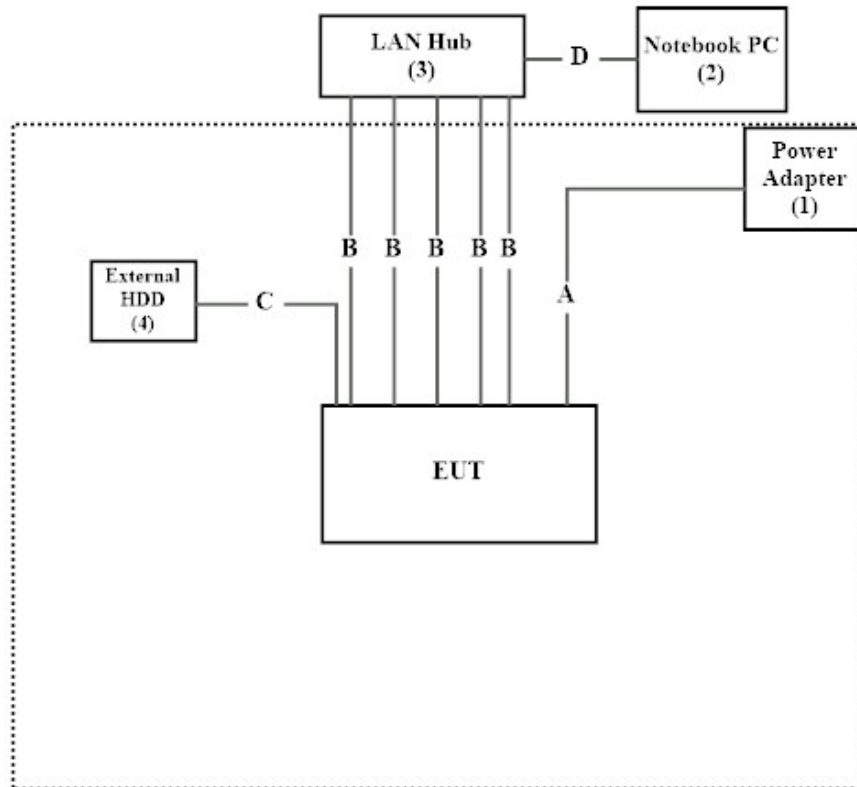 LAN Hub
(3)
D
Notebook PC
(2)
Power
Adapter
(1)
B B B B B
External
HDD
(4)
C
A
EUT